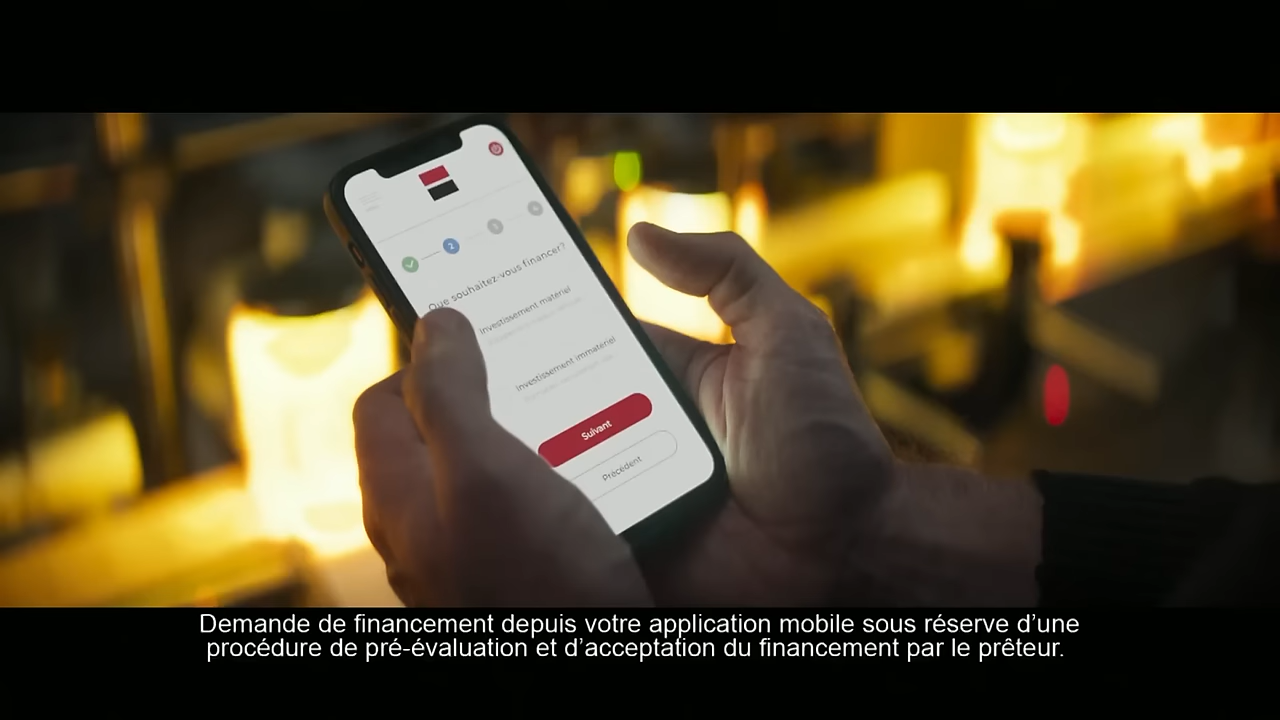 2
Que souhaitez-vous financer?
Investissement matériel
Investissement immatériel
Suivant
Précédent
Demande de financement depuis votre application mobile sous réserve d’une
procédure de pré-évaluation et d’acceptation du financement par le prêteur.